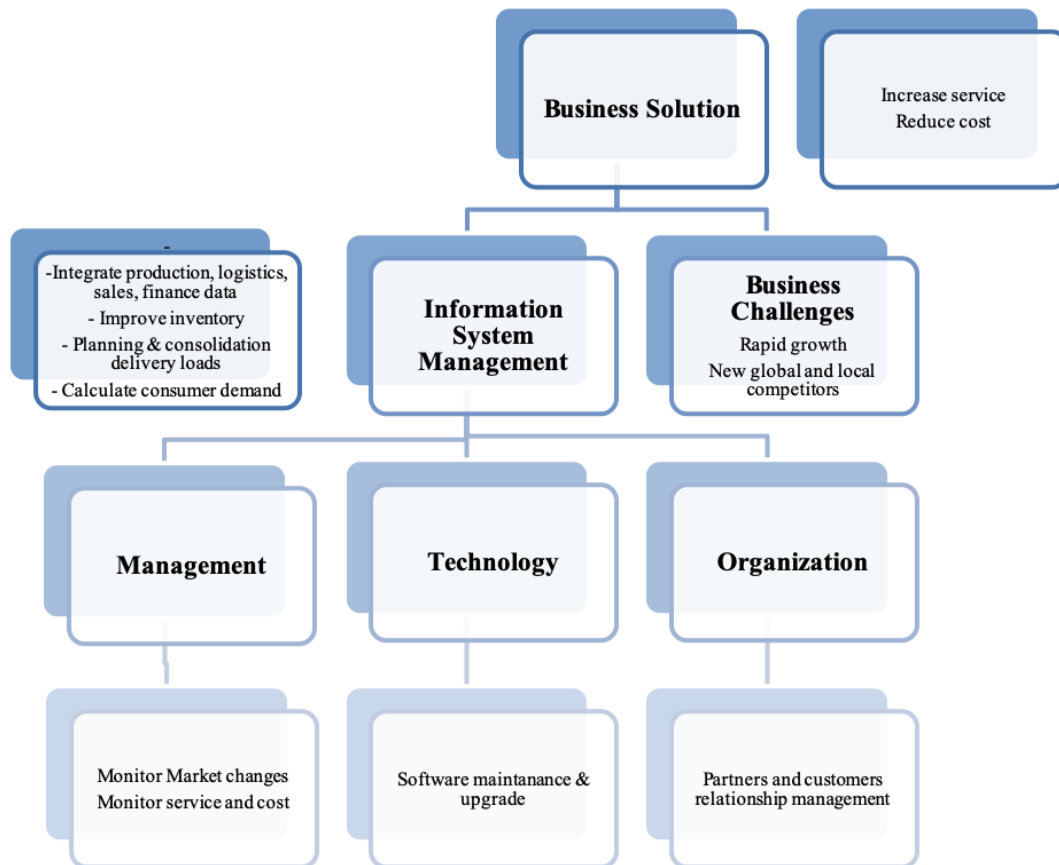 Business Solution
Increase service
Reduce cost
-
-Integrate production, logistics,
sales, finance data
- Improve inventory
- Planning & consolidation
delivery loads
- Calculate consumer demand
Information
System
Management
Business
Challenges
Rapid growth
New global and local
competitors
Management
Technology
Organization
Monitor Market changes
Monitor service and cost
Software maintanance &
upgrade
Partners and customers
relationship management